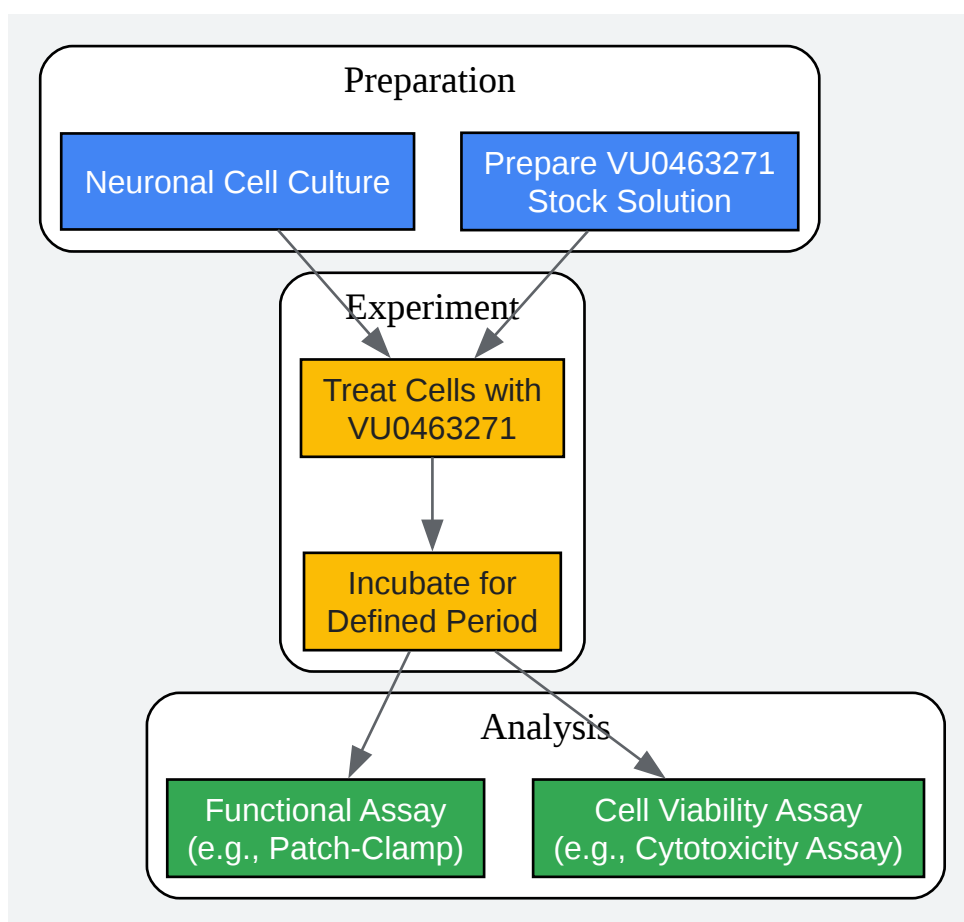 Preparation
Neuronal Cell Culture
Prepare VU0463271
Stock Solution
Experiment
Treat Cells with
VU0463271
Incubate for
Defined Period
Analysis
Functional Assay
(e.g., Patch-Clamp)
Cell Viability Assay
(e.g., Cytotoxicity Assay)